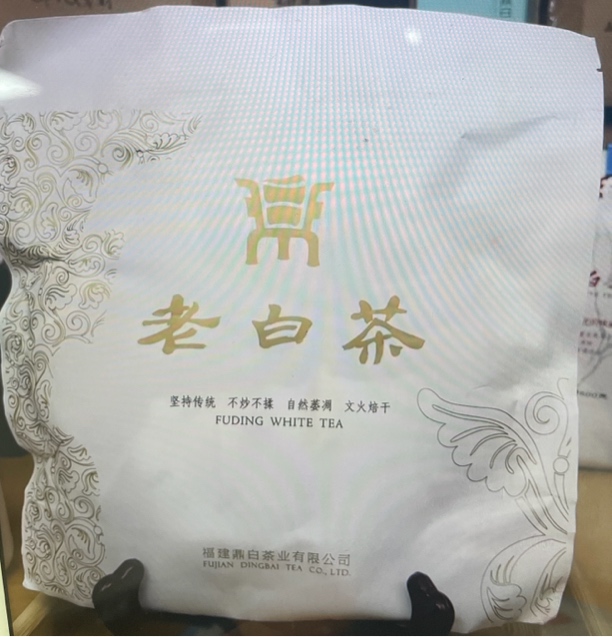 老白茶
坚持传统 不炒不揉 自然萎凋 文火焙干
FUDING WHITE TEA
福建鼎白茶业有限公司
FUJIAN DINGBAI TEA CO., LTD.